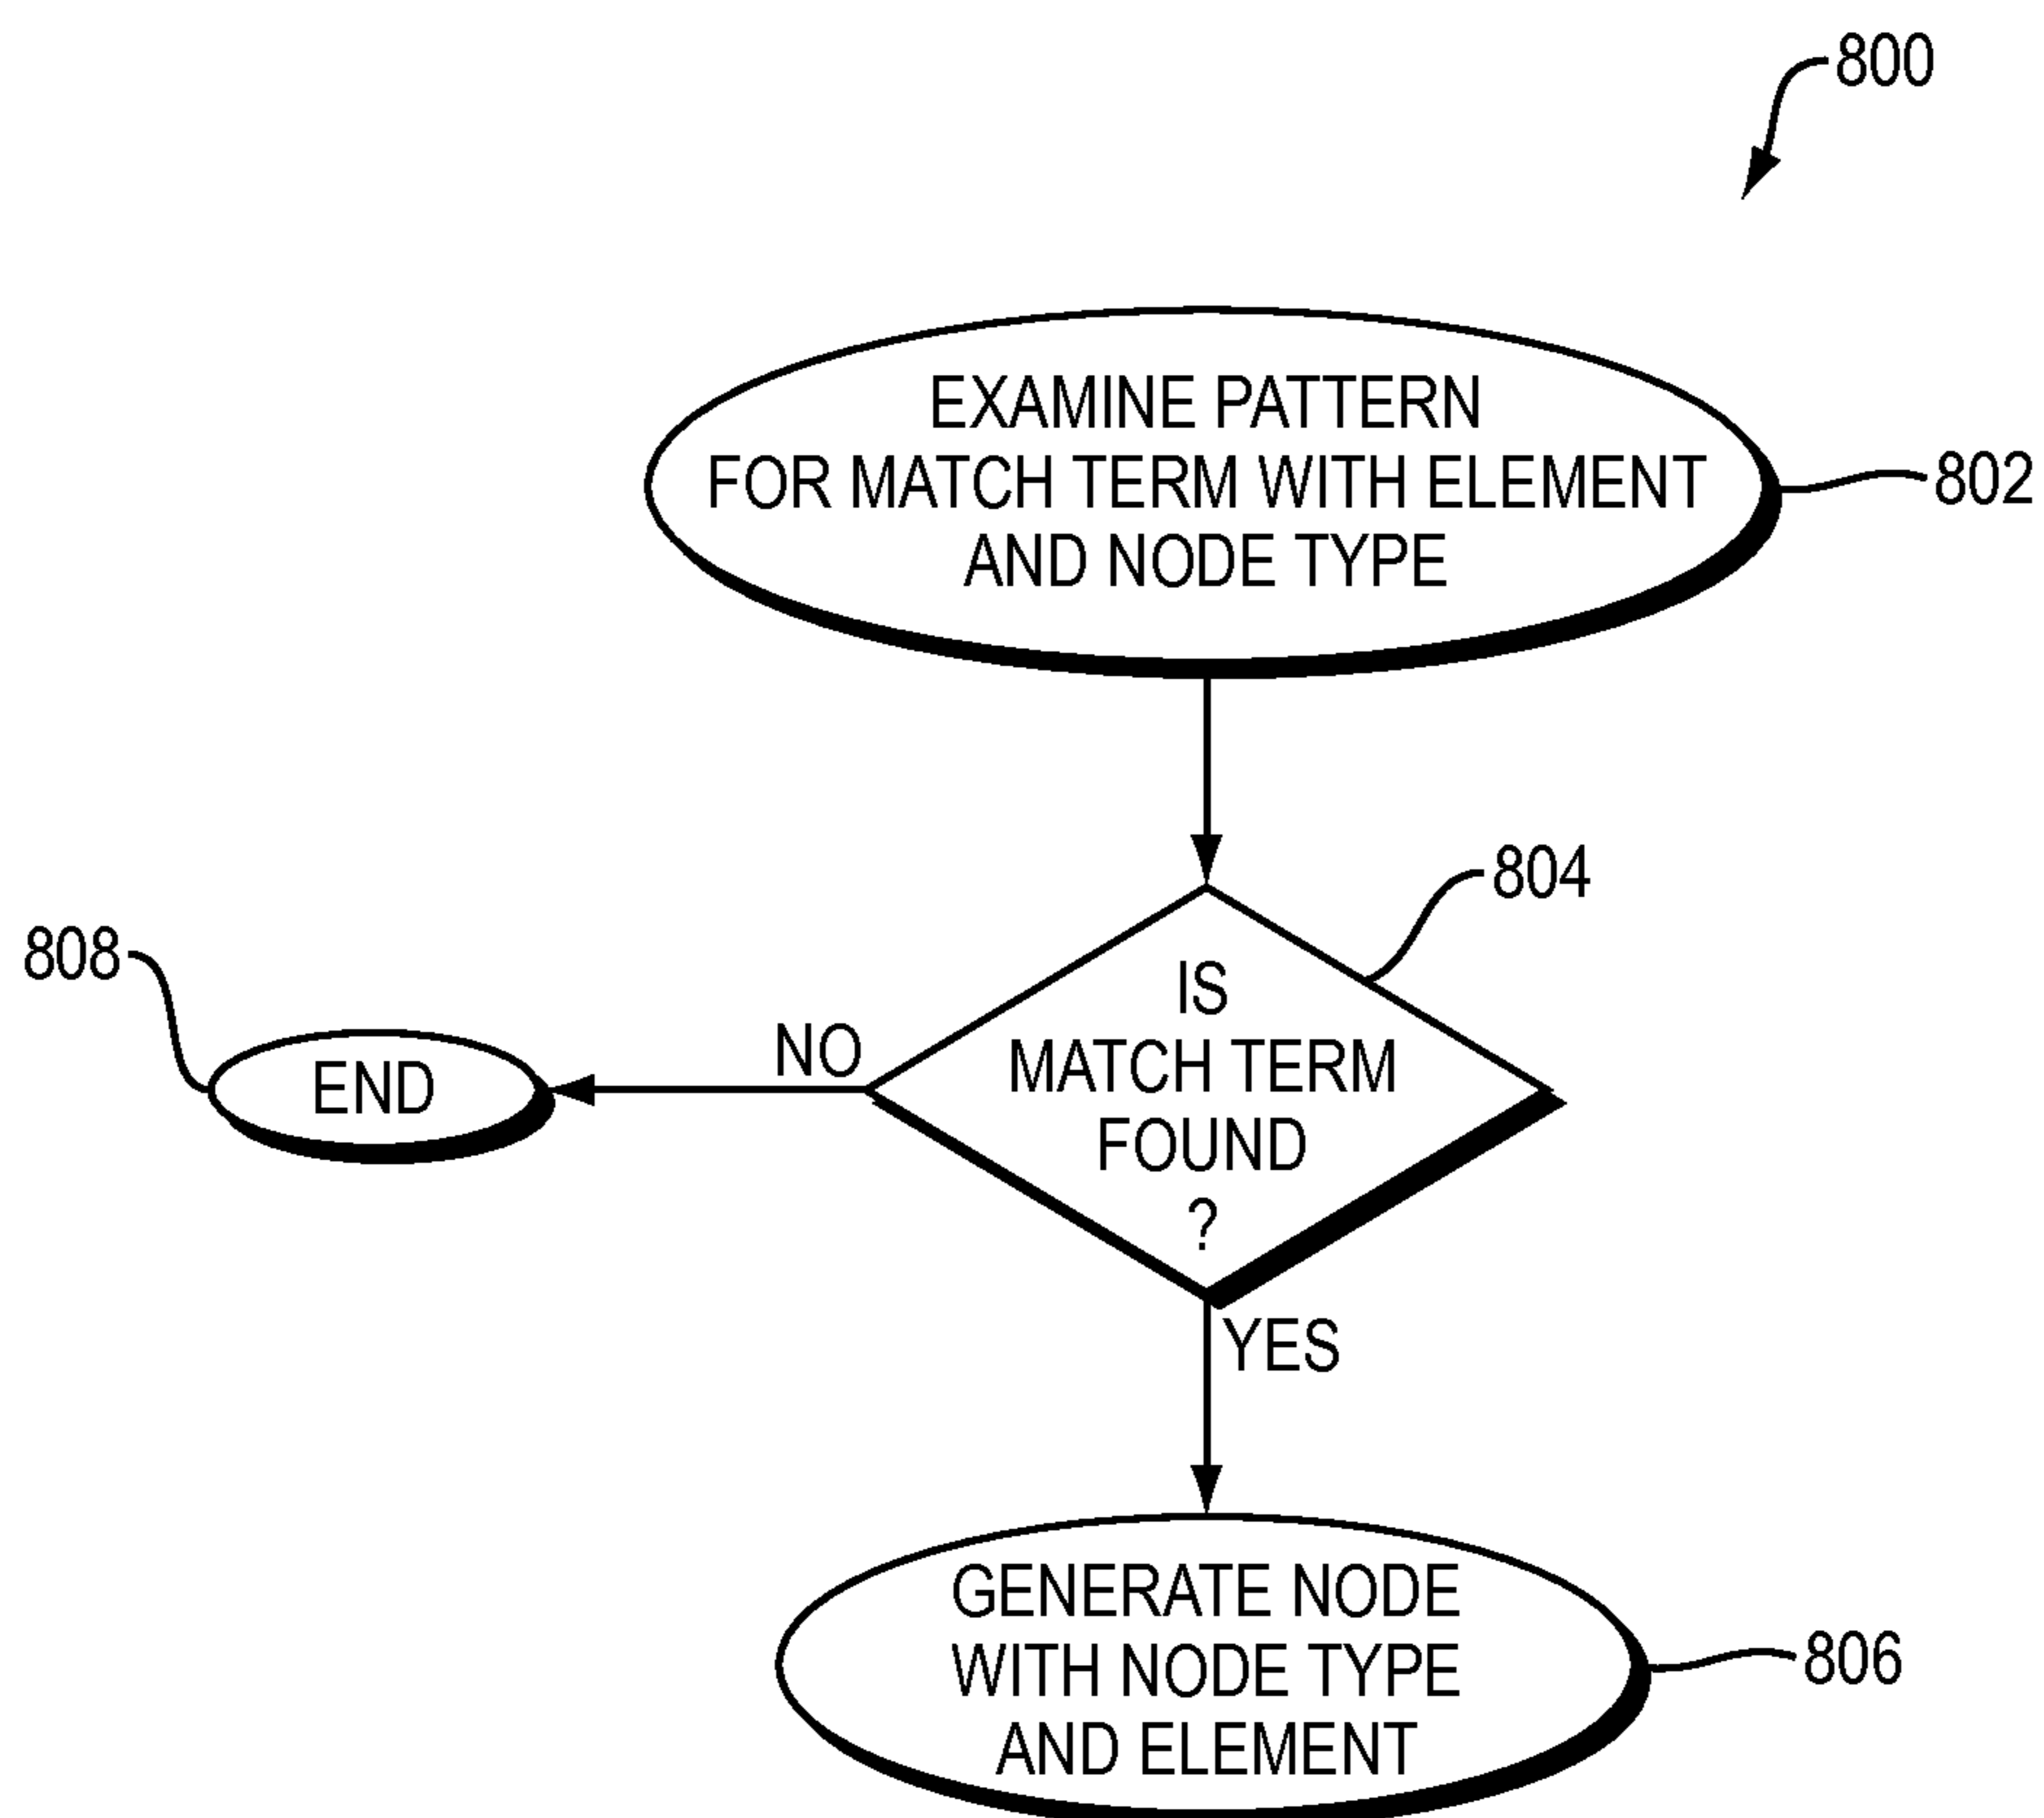 800
EXAMINE PATTERN
FOR MATCH TERM WITH ELEMENT
AND NODE TYPE
802
804
IS
MATCH TERM
FOUND
?
808
NO
END
YES
GENERATE NODE
WITH NODE TYPE
AND ELEMENT
806